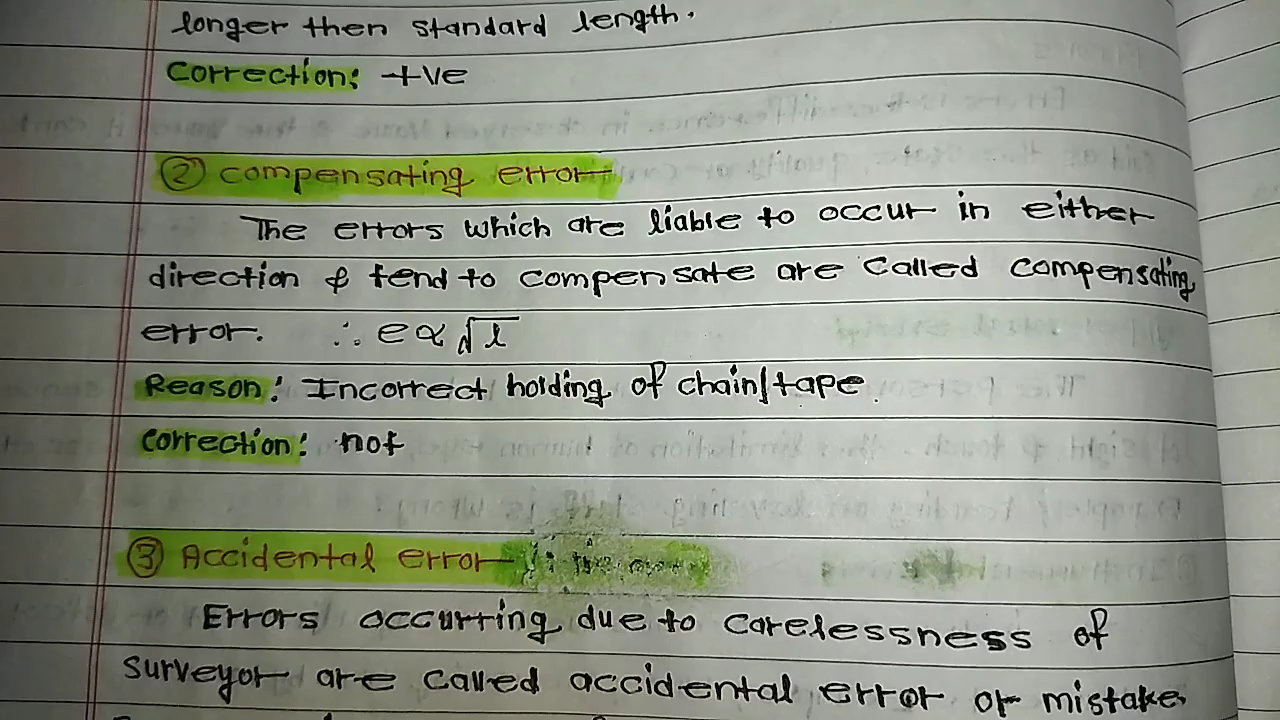 longer then standard length.
Correction: +ve
② compensating error
The errors which are liable to occur in either
direction & tend to compensate are called compensating
error. ∴ e ∝ √l
Reason: Incorrect holding of chain/tape.
Correction: not
③ Accidental error
Errors occurring due to carelessness of
surveyor are called accidental error or mistake.